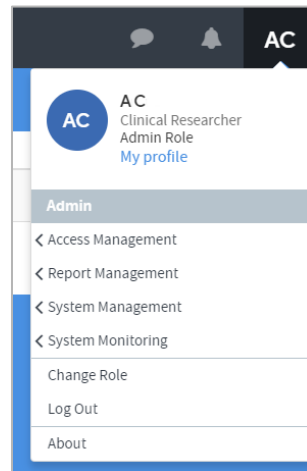 AC
AC
A C
Clinical Researcher
Admin Role
My profile
Admin
Access Management
Report Management
System Management
System Monitoring
Change Role
Log Out
About